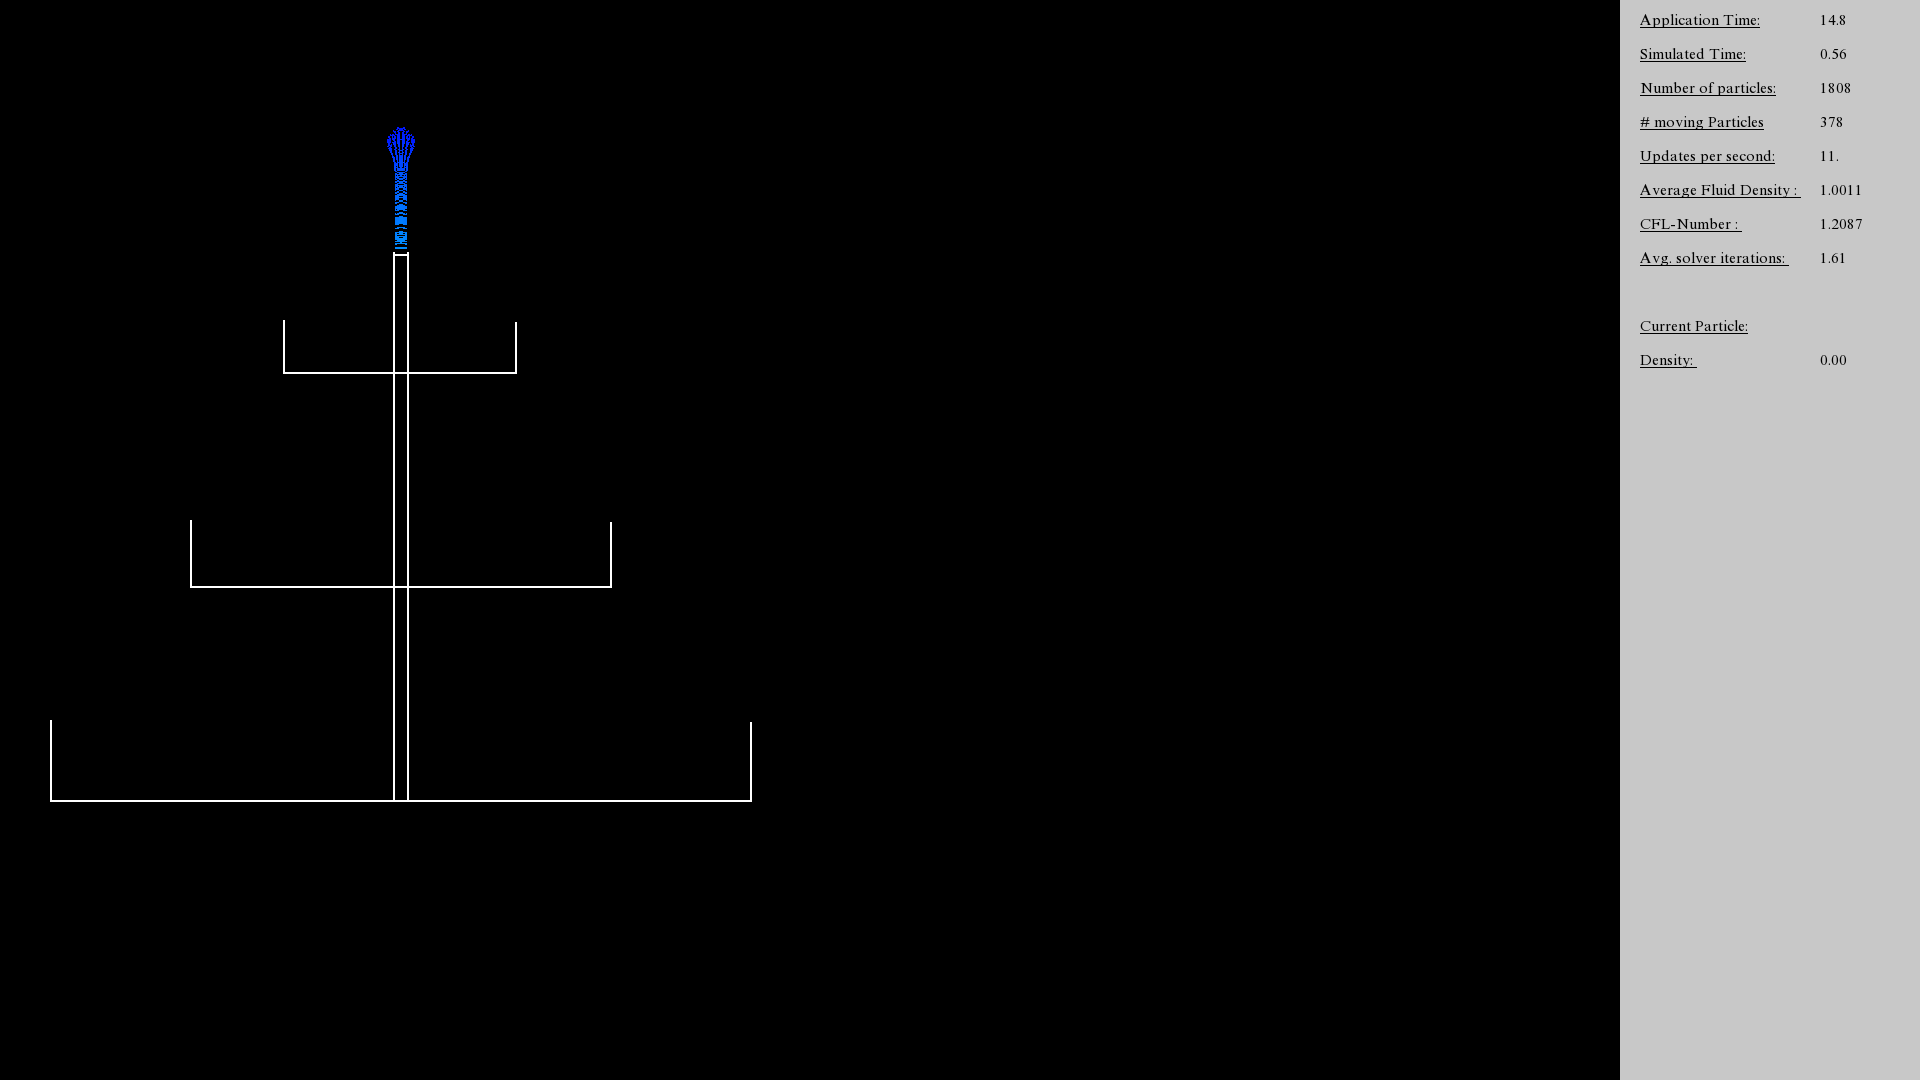 Application Time: 14.8
Simulated Time: 0.56
Number of particles: 1808
# moving Particles 378
Updates per second: 11.
Average Fluid Density : 1.0011
CFL-Number : 1.2087
Avg. solver iterations: 1.61
Current Particle:
Density: 0.00